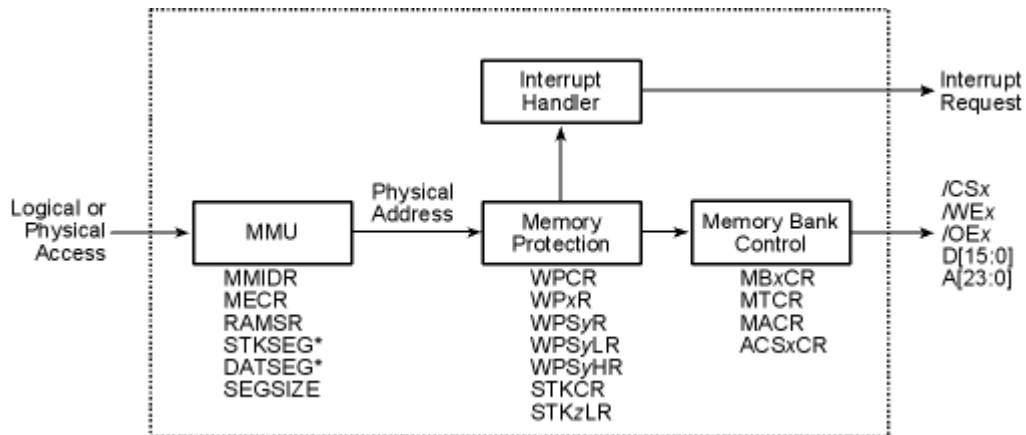 Interrupt
Handler
Interrupt
Request
Logical or
Physical
Access
MMU
Physical
Address
Memory
Protection
Memory Bank
Control
/CSx
/WEx
/OEx
D[15:0]
A[23:0]
MMIDR
MECR
RAMSR
STKSEG*
DATSEG*
SEGSIZE
WPCR
WPxR
WPSyR
WPSyLR
WPSyHR
STKCR
STKzLR
MBxCR
MTCR
MACR
ACSxCR